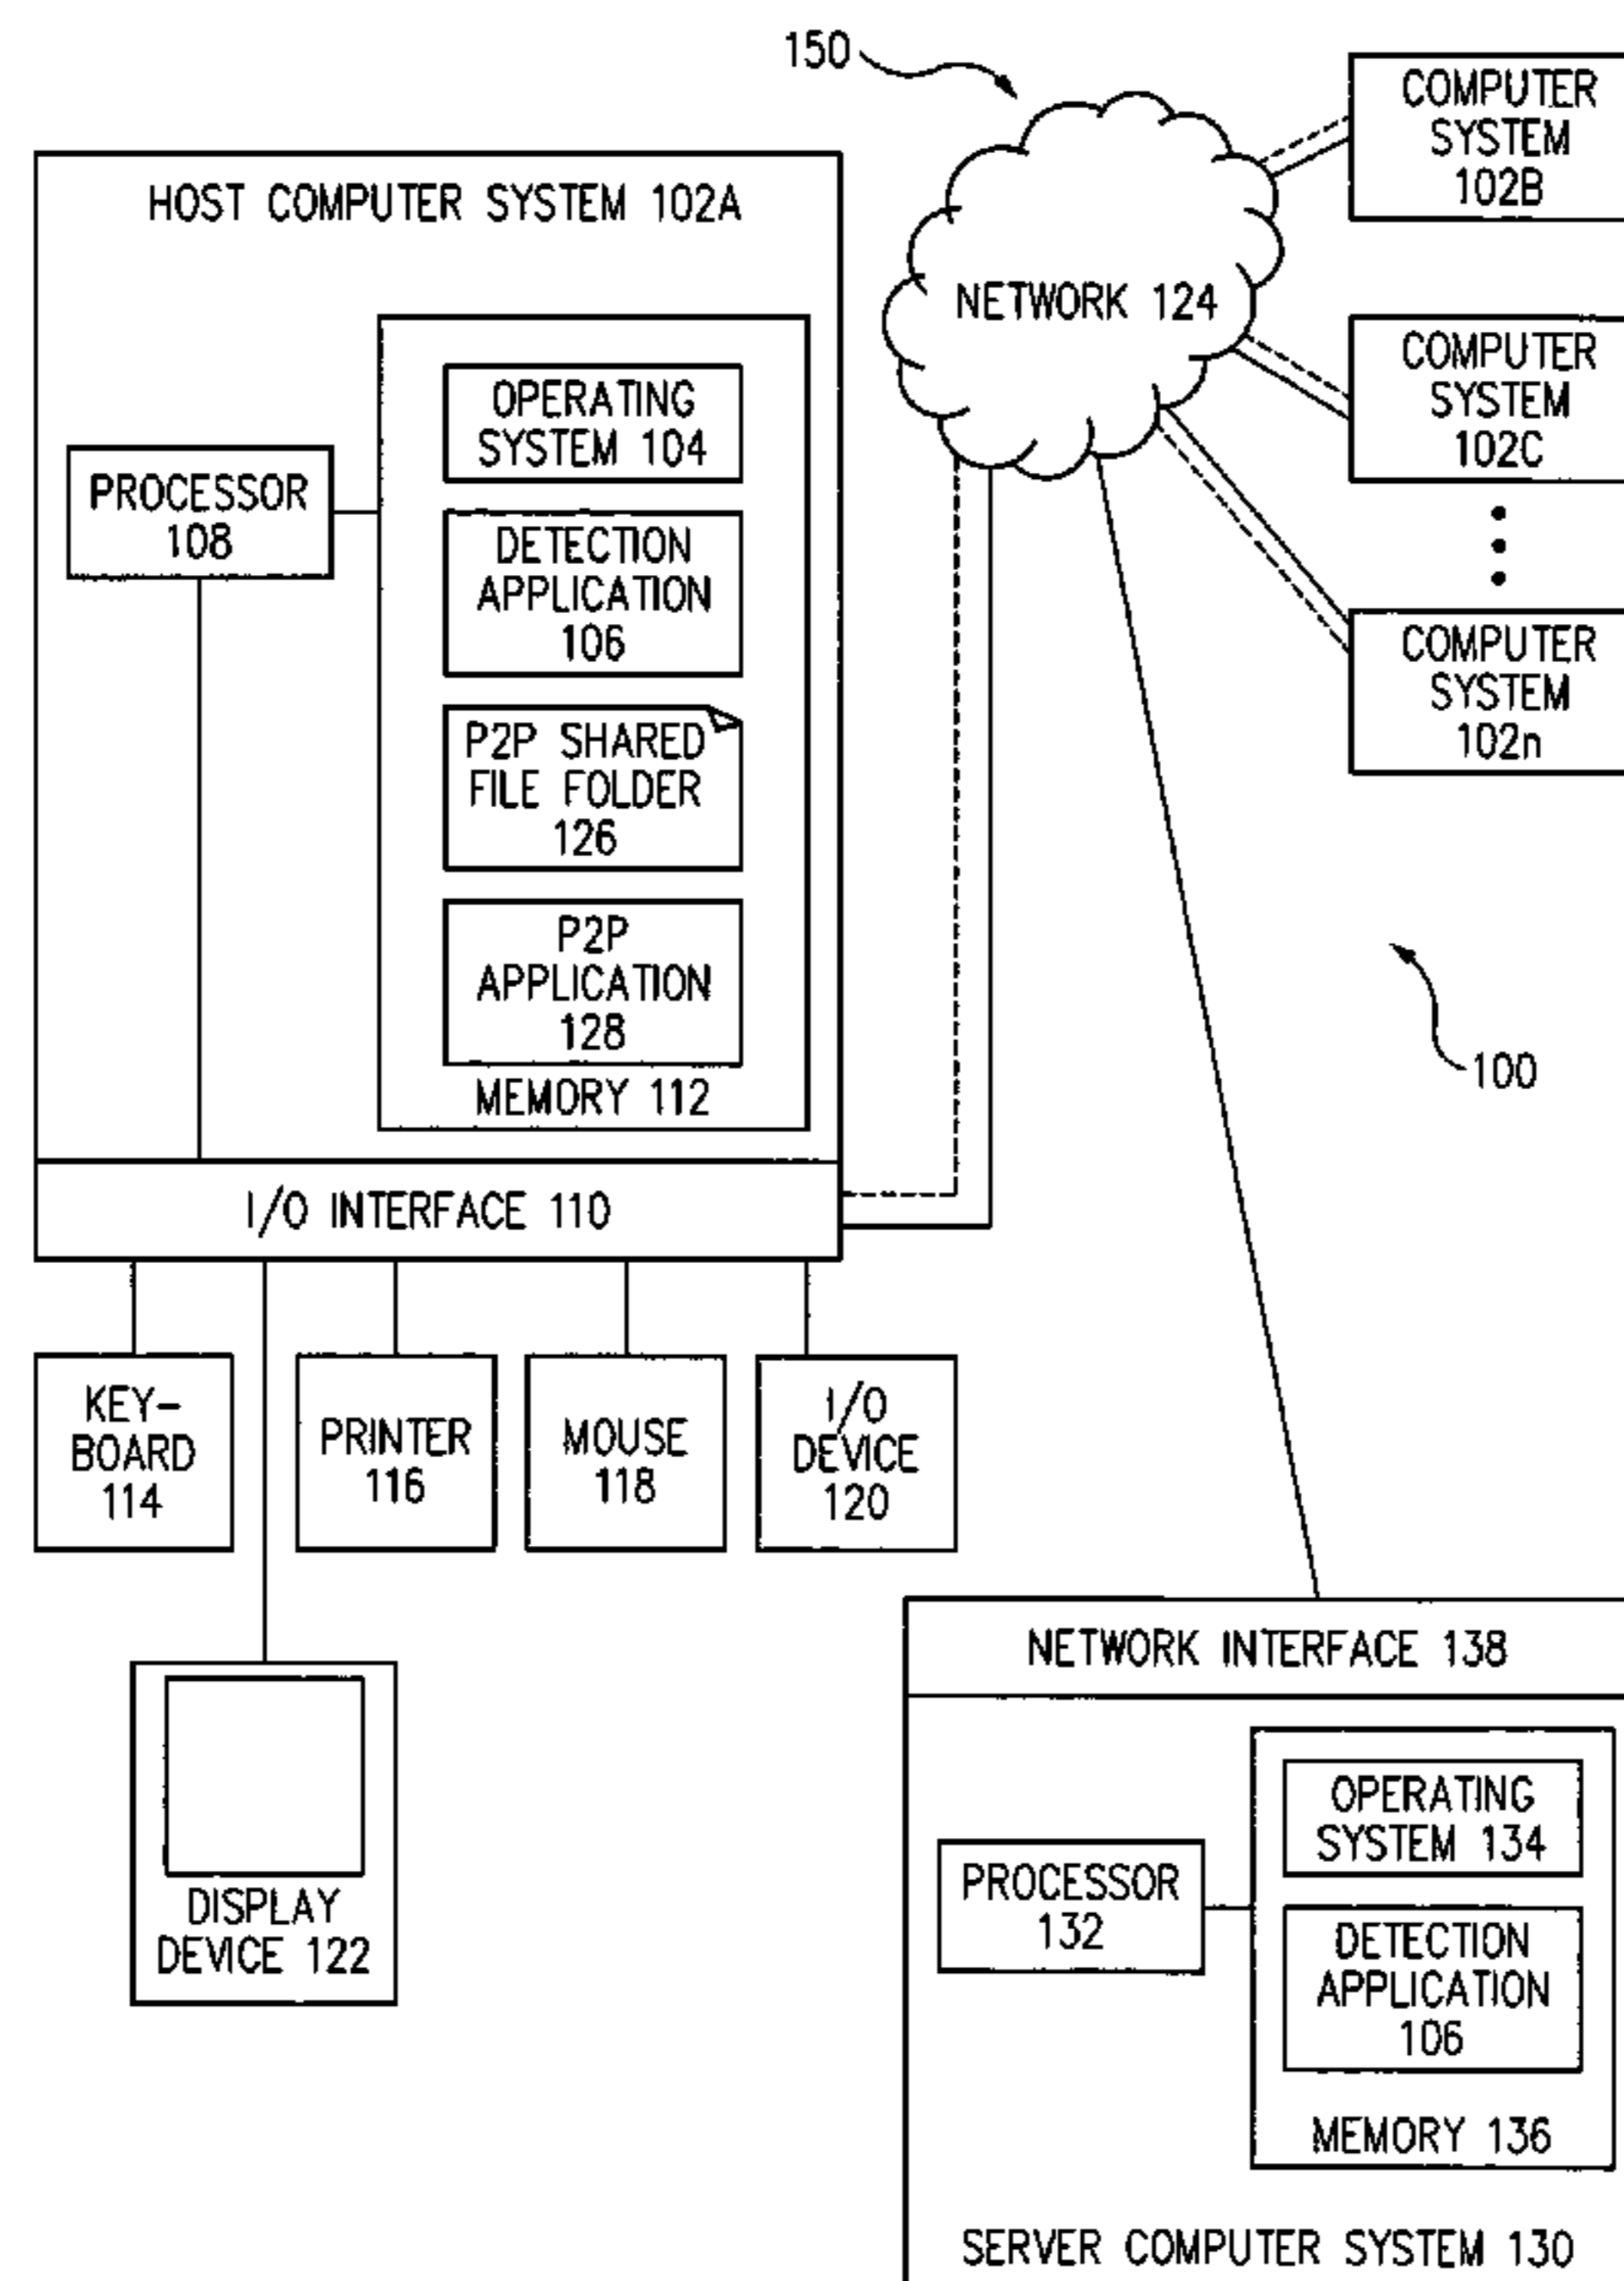 150
COMPUTER
SYSTEM
102B
HOST COMPUTER SYSTEM 102A
NETWORK 124
COMPUTER
SYSTEM
102C
OPERATING
SYSTEM 104
PROCESSOR
108
DETECTION
APPLICATION
106
COMPUTER
SYSTEM
102n
P2P SHARED
FILE FOLDER
126
P2P
APPLICATION
128
MEMORY 112
100
I/O INTERFACE 110
KEY-
BOARD
114
PRINTER
116
MOUSE
118
I/O
DEVICE
120
DISPLAY
DEVICE 122
NETWORK INTERFACE 138
OPERATING
SYSTEM 134
PROCESSOR
132
DETECTION
APPLICATION
106
MEMORY 136
SERVER COMPUTER SYSTEM 130